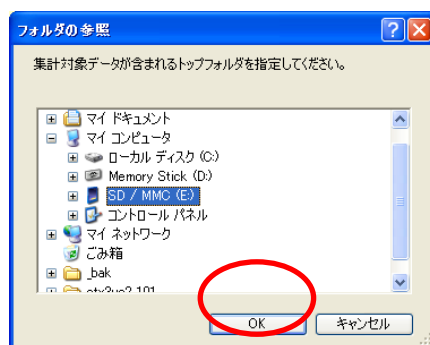 フォルダの参照
集計対象データが含まれるトップフォルダを指定してください。
マイ ドキュメント
マイ コンピュータ
ローカル ディスク (C:)
Memory Stick (D:)
SD / MMC (E:)
コントロール パネル
マイ ネットワーク
ごみ箱
_bak
OK キャンセル